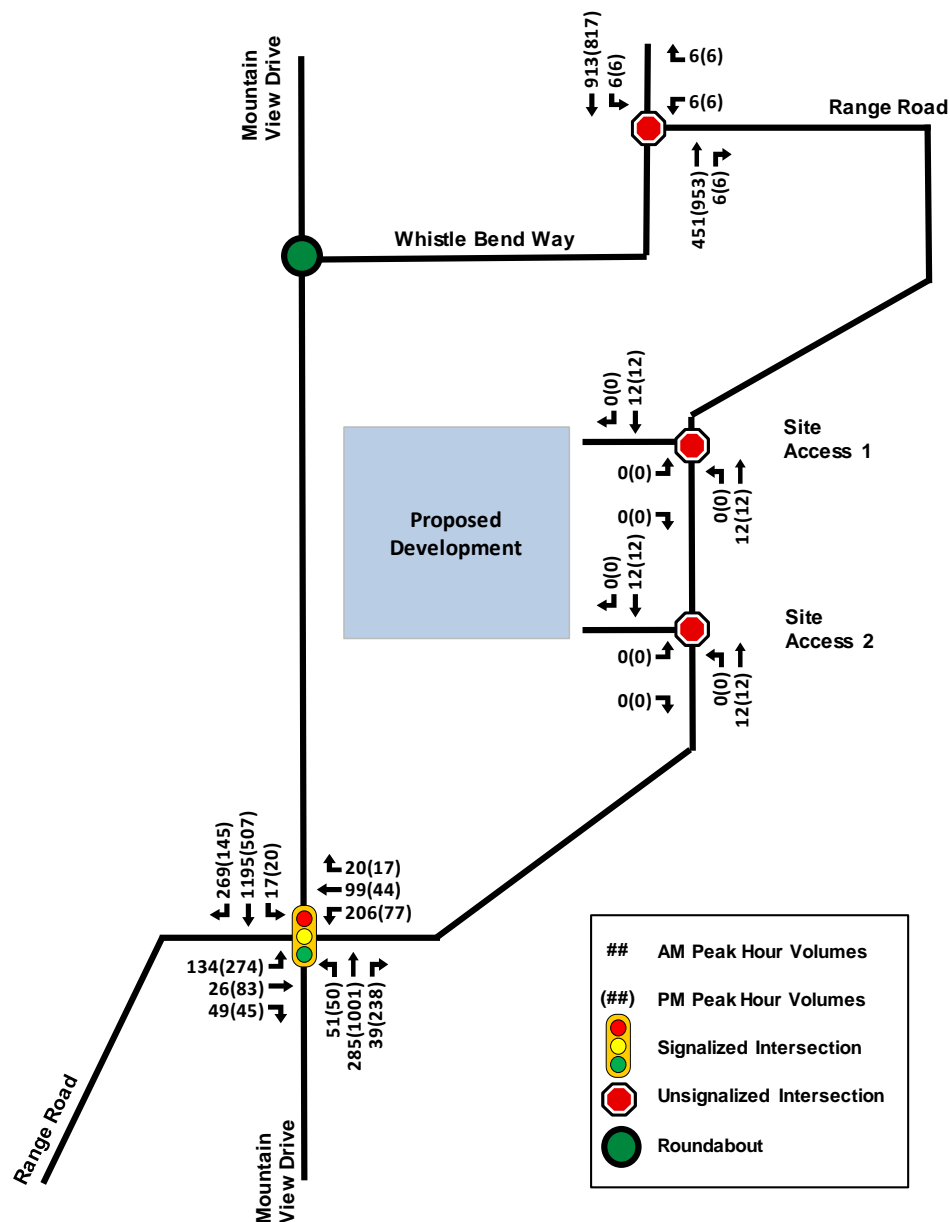 Mountain
View Drive
913(817)
6(6)
6(6)
6(6)
Range Road
451(953)
6(6)
Whistle Bend Way
0(0)
12(12)
Site
Access 1
0(0)
0(0)
0(0)
12(12)
Proposed
Development
0(0)
12(12)
Site
Access 2
0(0)
0(0)
0(0)
12(12)
269(145)
1195(507)
17(20)
20(17)
99(44)
206(77)
134(274)
26(83)
49(45)
51(50)
285(1001)
39(238)
Range Road
Mountain
View Drive
## AM Peak Hour Volumes
(##) PM Peak Hour Volumes
Signalized Intersection
Unsignalized Intersection
Roundabout